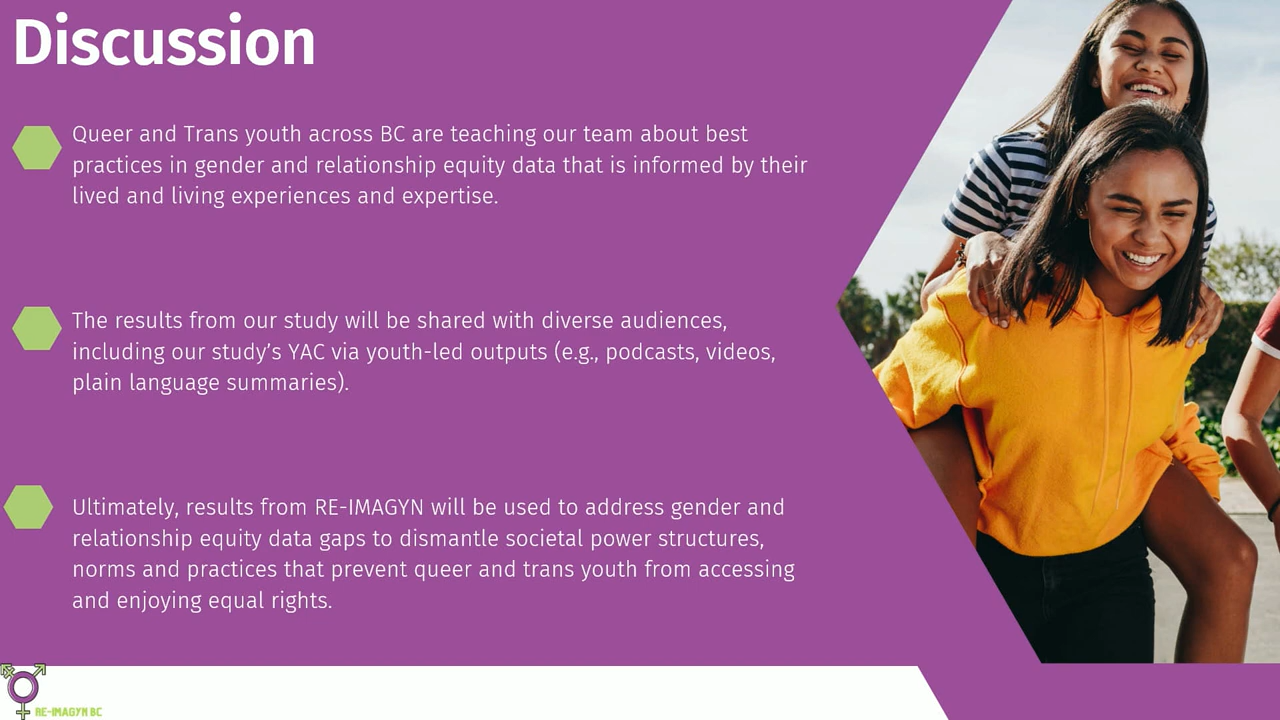 Discussion
Queer and Trans youth across BC are teaching our team about best
practices in gender and relationship equity data that is informed by their
lived and living experiences and expertise.
The results from our study will be shared with diverse audiences,
including our study’s YAC via youth-led outputs (e.g., podcasts, videos,
plain language summaries).
Ultimately, results from RE-IMAGYN will be used to address gender and
relationship equity data gaps to dismantle societal power structures,
norms and practices that prevent queer and trans youth from accessing
and enjoying equal rights.
RE-IMAGYN BC